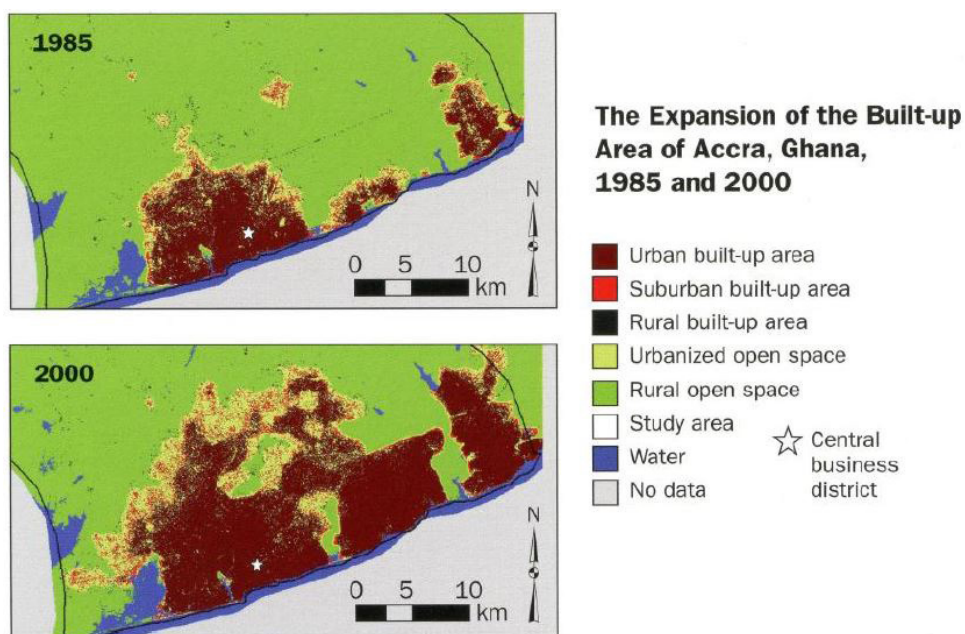 1985
N
0 5 10
km
2000
N
0 5 10
km
The Expansion of the Built-up
Area of Accra, Ghana,
1985 and 2000
Urban built-up area
Suburban built-up area
Rural built-up area
Urbanized open space
Rural open space
Study area
Water
No data
Central
business
district